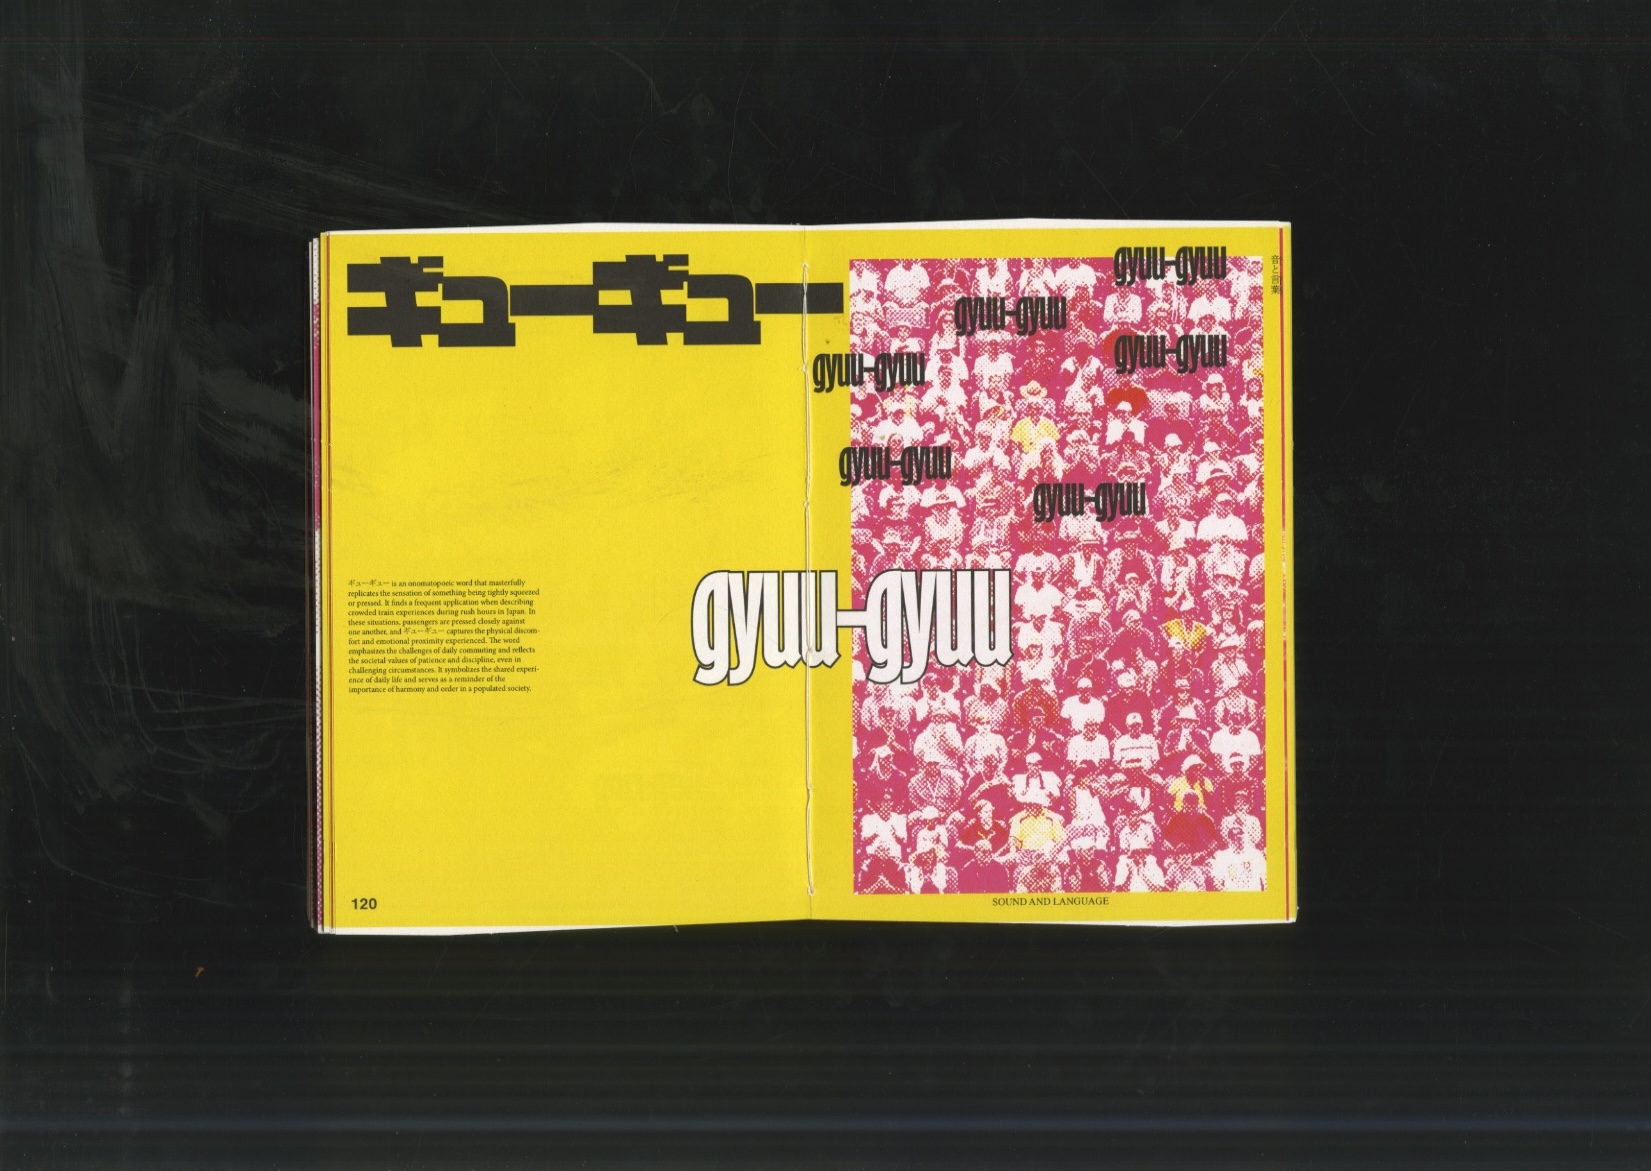 ギューギュー
ギューギュー is an onomatopoeic word that masterfully
replicates the sensation of something being tightly squeezed
or pressed. It finds a frequent application when describing
crowded train experiences during rush hours in Japan. In
these situations, passengers are pressed closely against
one another, and ギューギュー captures the physical discom-
fort and emotional proximity experienced. The word
emphasizes the challenges of daily commuting and reflects
the societal values of patience and discipline, even in
challenging circumstances. It symbolizes the shared experi-
ence of daily life and serves as a reminder of the
importance of harmony and order in a populated society.
120
gyuu-gyuu
gyuu-gyuu
gyuu-gyuu
gyuu-gyuu
gyuu-gyuu
gyuu-gyuu
gyuu-gyuu
音と言葉
SOUND AND LANGUAGE